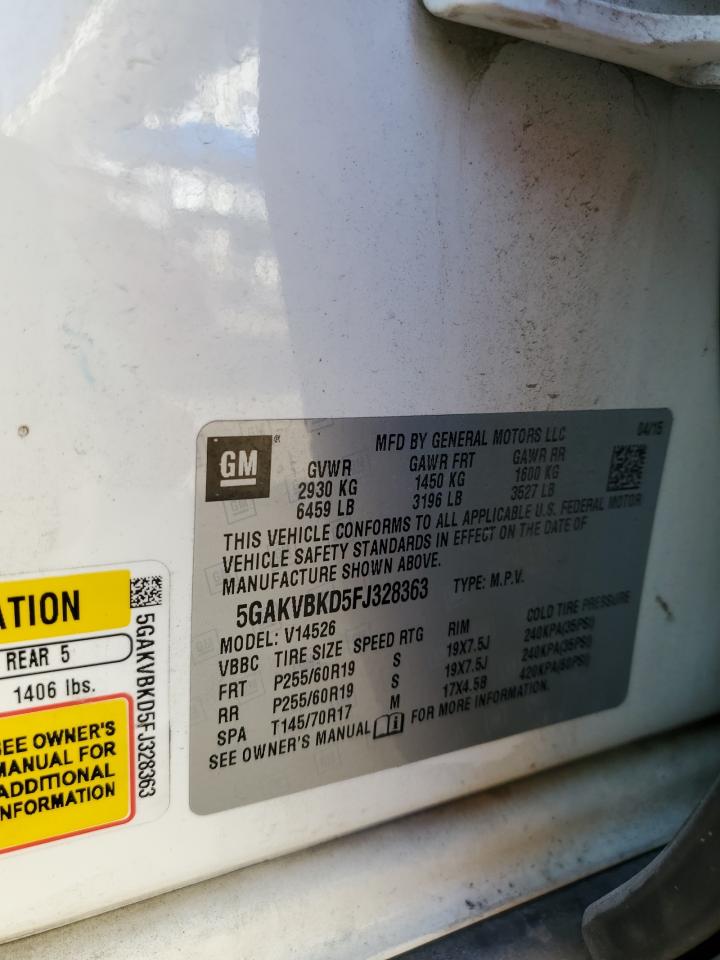 GM ®
MFD BY GENERAL MOTORS LLC 04/15
GVWR GAWR FRT GAWR RR
2930 KG 1450 KG 1600 KG
6459 LB 3196 LB 3527 LB
THIS VEHICLE CONFORMS TO ALL APPLICABLE U.S. FEDERAL MOTOR
VEHICLE SAFETY STANDARDS IN EFFECT ON THE DATE OF
MANUFACTURE SHOWN ABOVE.
5GAKVBKD5FJ328363 TYPE: M.P.V.
MODEL: V14526
VBBC TIRE SIZE SPEED RTG RIM COLD TIRE PRESSURE
FRT P255/60R19 S 19X7.5J 240KPA(35PSI)
RR P255/60R19 S 19X7.5J 240KPA(35PSI)
SPA T145/70R17 M 17X4.5B 420KPA(60PSI)
SEE OWNER'S MANUAL FOR MORE INFORMATION.
ATION
REAR 5
1406 lbs.
SEE OWNER'S
MANUAL FOR
ADDITIONAL
INFORMATION
5GAKVBKD5FJ328363